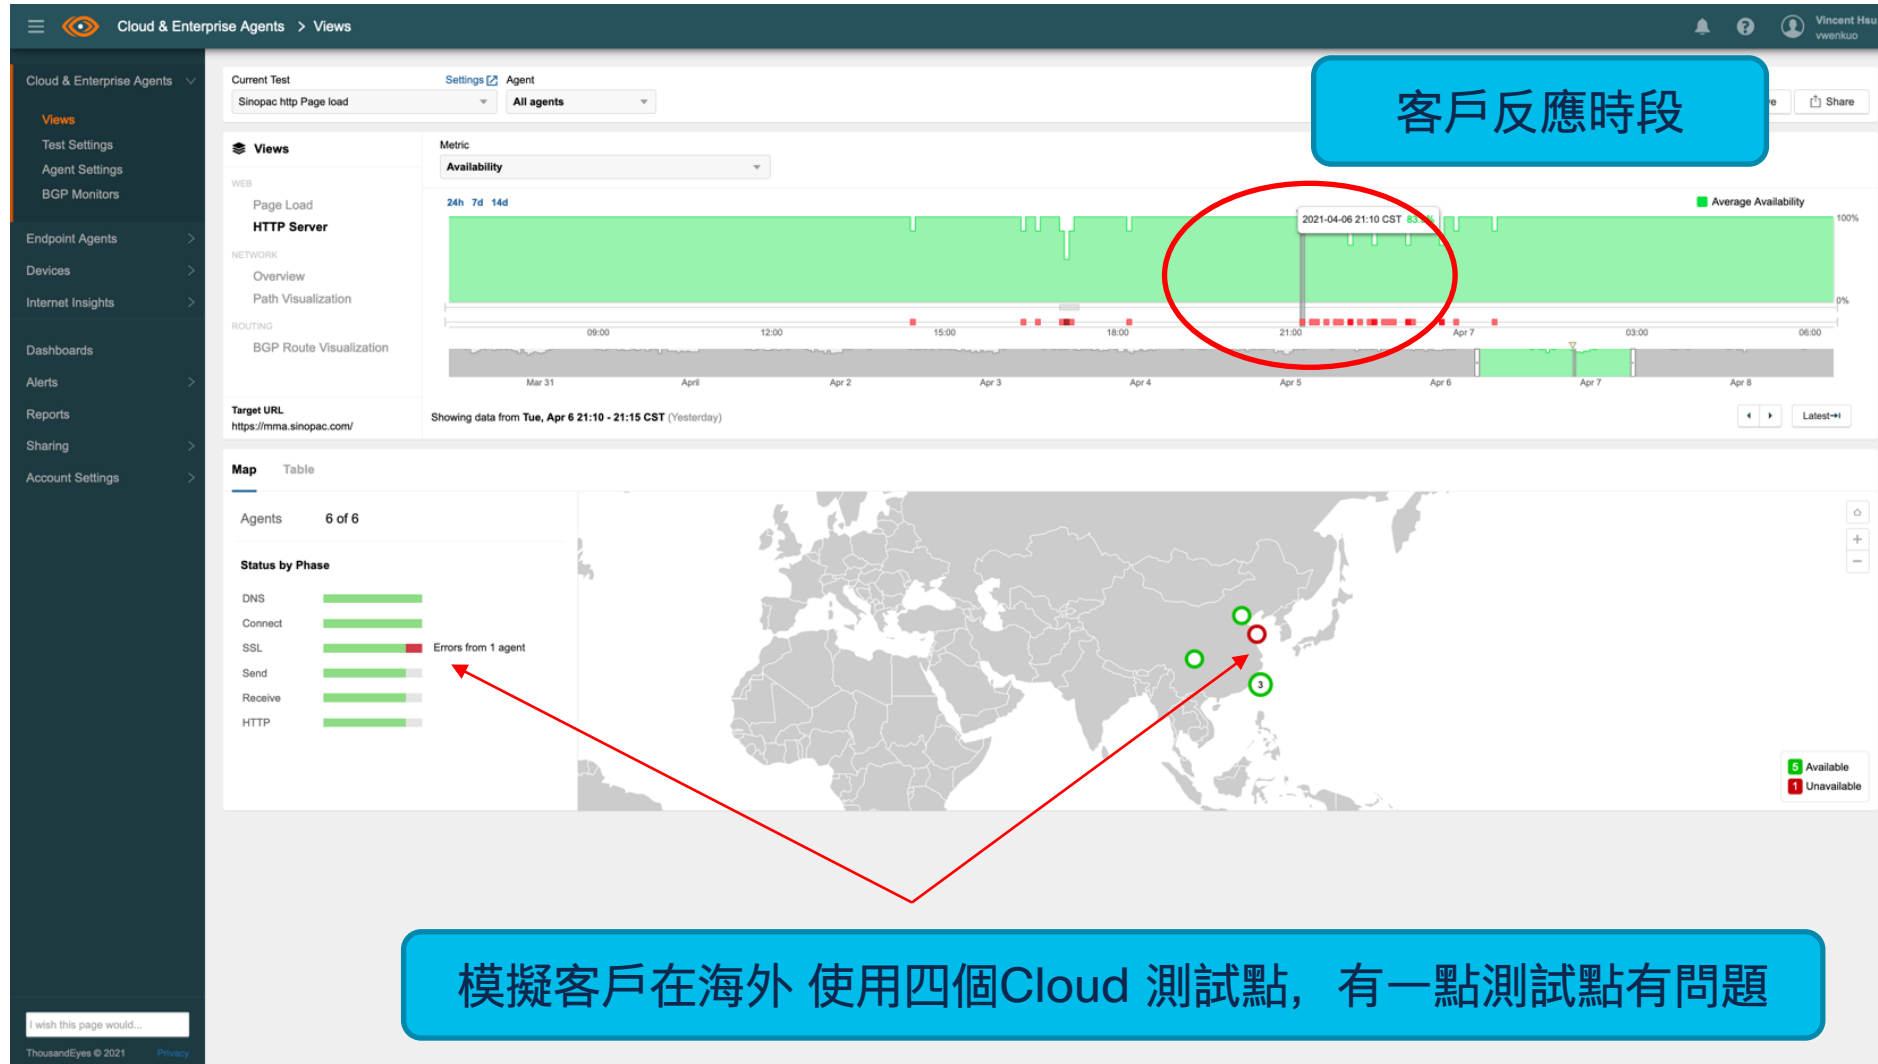 Cloud & Enterprise Agents > Views
Vincent Hsu
vwenkuo
Cloud & Enterprise Agents
Views
Test Settings
Agent Settings
BGP Monitors
Endpoint Agents
Devices
Internet Insights
Dashboards
Alerts
Reports
Sharing
Account Settings
I wish this page would...
ThousandEyes © 2021 Privacy
Current Test Settings Agent
Sinopac http Page load All agents
客戶反應時段
Share
Views
WEB
Page Load
HTTP Server
NETWORK
Overview
Path Visualization
ROUTING
BGP Route Visualization
Target URL
https://mma.sinopac.com/
Metric
Availability
24h 7d 14d
Average Availability
2021-04-06 21:10 CST
100%
0%
09:00 12:00 15:00 18:00 21:00 Apr 7 03:00 06:00
Mar 31 April Apr 2 Apr 3 Apr 4 Apr 5 Apr 6 Apr 7 Apr 8
Showing data from Tue, Apr 6 21:10 - 21:15 CST (Yesterday)
Latest
Map Table
Agents 6 of 6
Status by Phase
DNS
Connect
SSL Errors from 1 agent
Send
Receive
HTTP
3
5 Available
1 Unavailable
模擬客戶在海外 使用四個Cloud 測試點，有一點測試點有問題